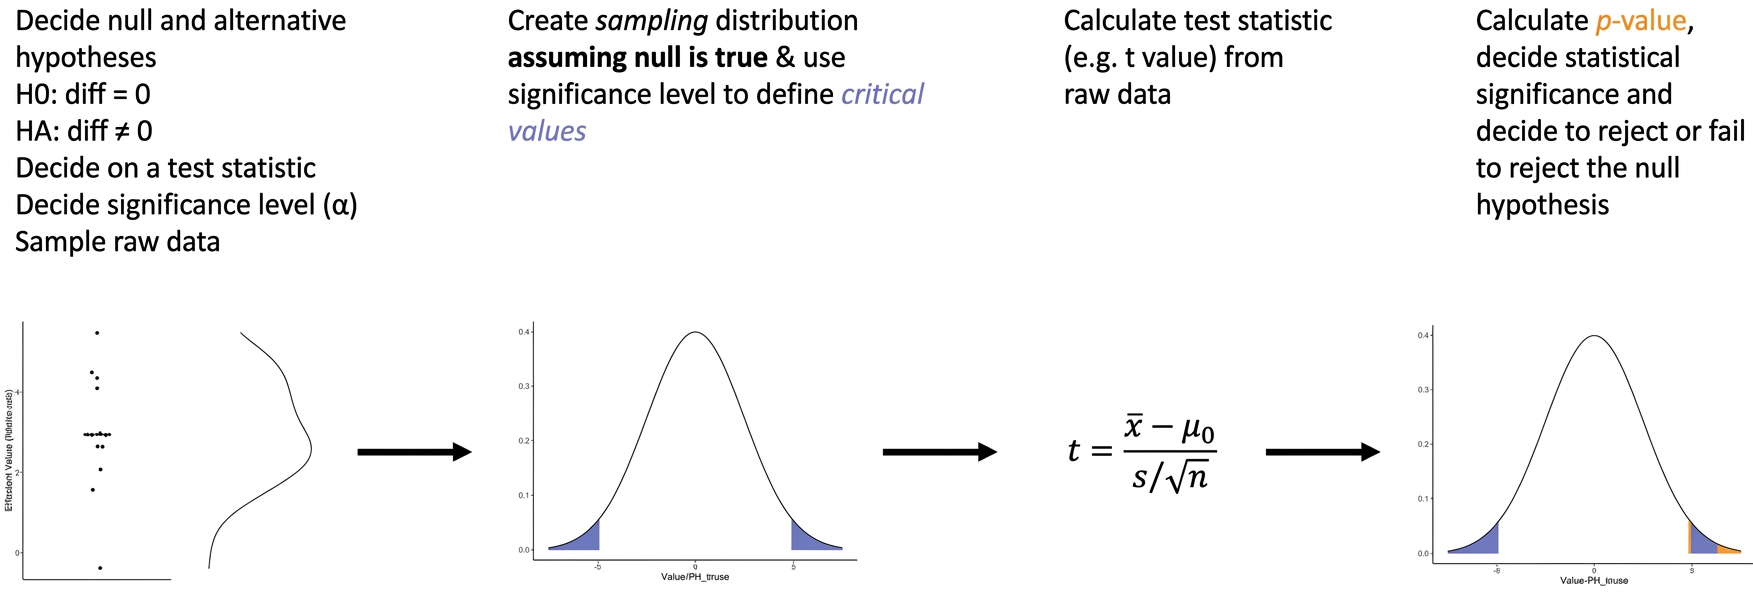 Decide null and alternative
hypotheses
H0: diff = 0
HA: diff ≠ 0
Decide on a test statistic
Decide significance level (α)
Sample raw data
Create sampling distribution
assuming null is true & use
significance level to define critical
values
Calculate test statistic
(e.g. t value) from
raw data
Calculate p-value,
decide statistical
significance and
decide to reject or fail
to reject the null
hypothesis
4
2
0
Value
0.4
0.3
0.2
0.1
0.0
-5
0
5
t = x̄ − μ₀ / s/√n
0.4
0.3
0.2
0.1
0.0
0
5